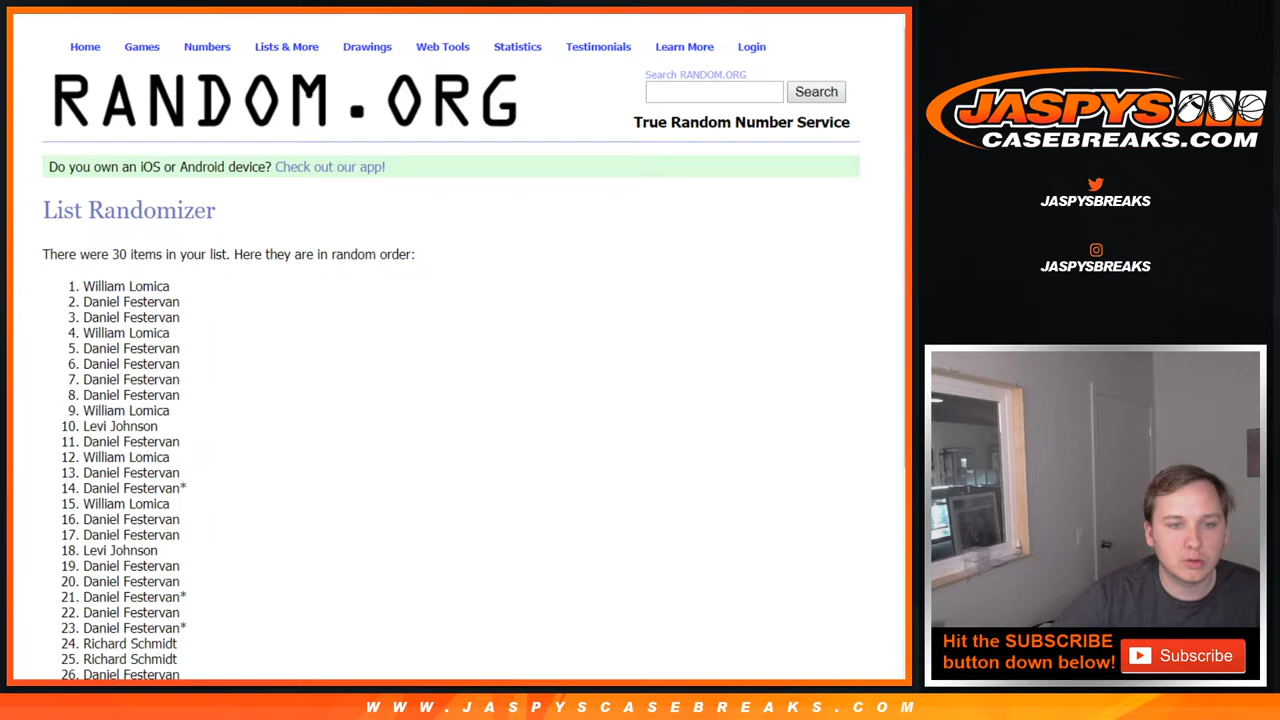 Home Games Numbers Lists & More Drawings Web Tools Statistics Testimonials Learn More Login
RANDOM.ORG
Search RANDOM.ORG
Search
True Random Number Service
Do you own an iOS or Android device? Check out our app!
List Randomizer
There were 30 items in your list. Here they are in random order:
1. William Lomica
2. Daniel Festervan
3. Daniel Festervan
4. William Lomica
5. Daniel Festervan
6. Daniel Festervan
7. Daniel Festervan
8. Daniel Festervan
9. William Lomica
10. Levi Johnson
11. Daniel Festervan
12. William Lomica
13. Daniel Festervan
14. Daniel Festervan*
15. William Lomica
16. Daniel Festervan
17. Daniel Festervan
18. Levi Johnson
19. Daniel Festervan
20. Daniel Festervan
21. Daniel Festervan*
22. Daniel Festervan
23. Daniel Festervan*
24. Richard Schmidt
25. Richard Schmidt
26. Daniel Festervan
JASPYS
CASEBREAKS.COM
JASPYSBREAKS
JASPYSBREAKS
Hit the SUBSCRIBE
button down below!
Subscribe
WWW.JASPYSCASEBREAKS.COM